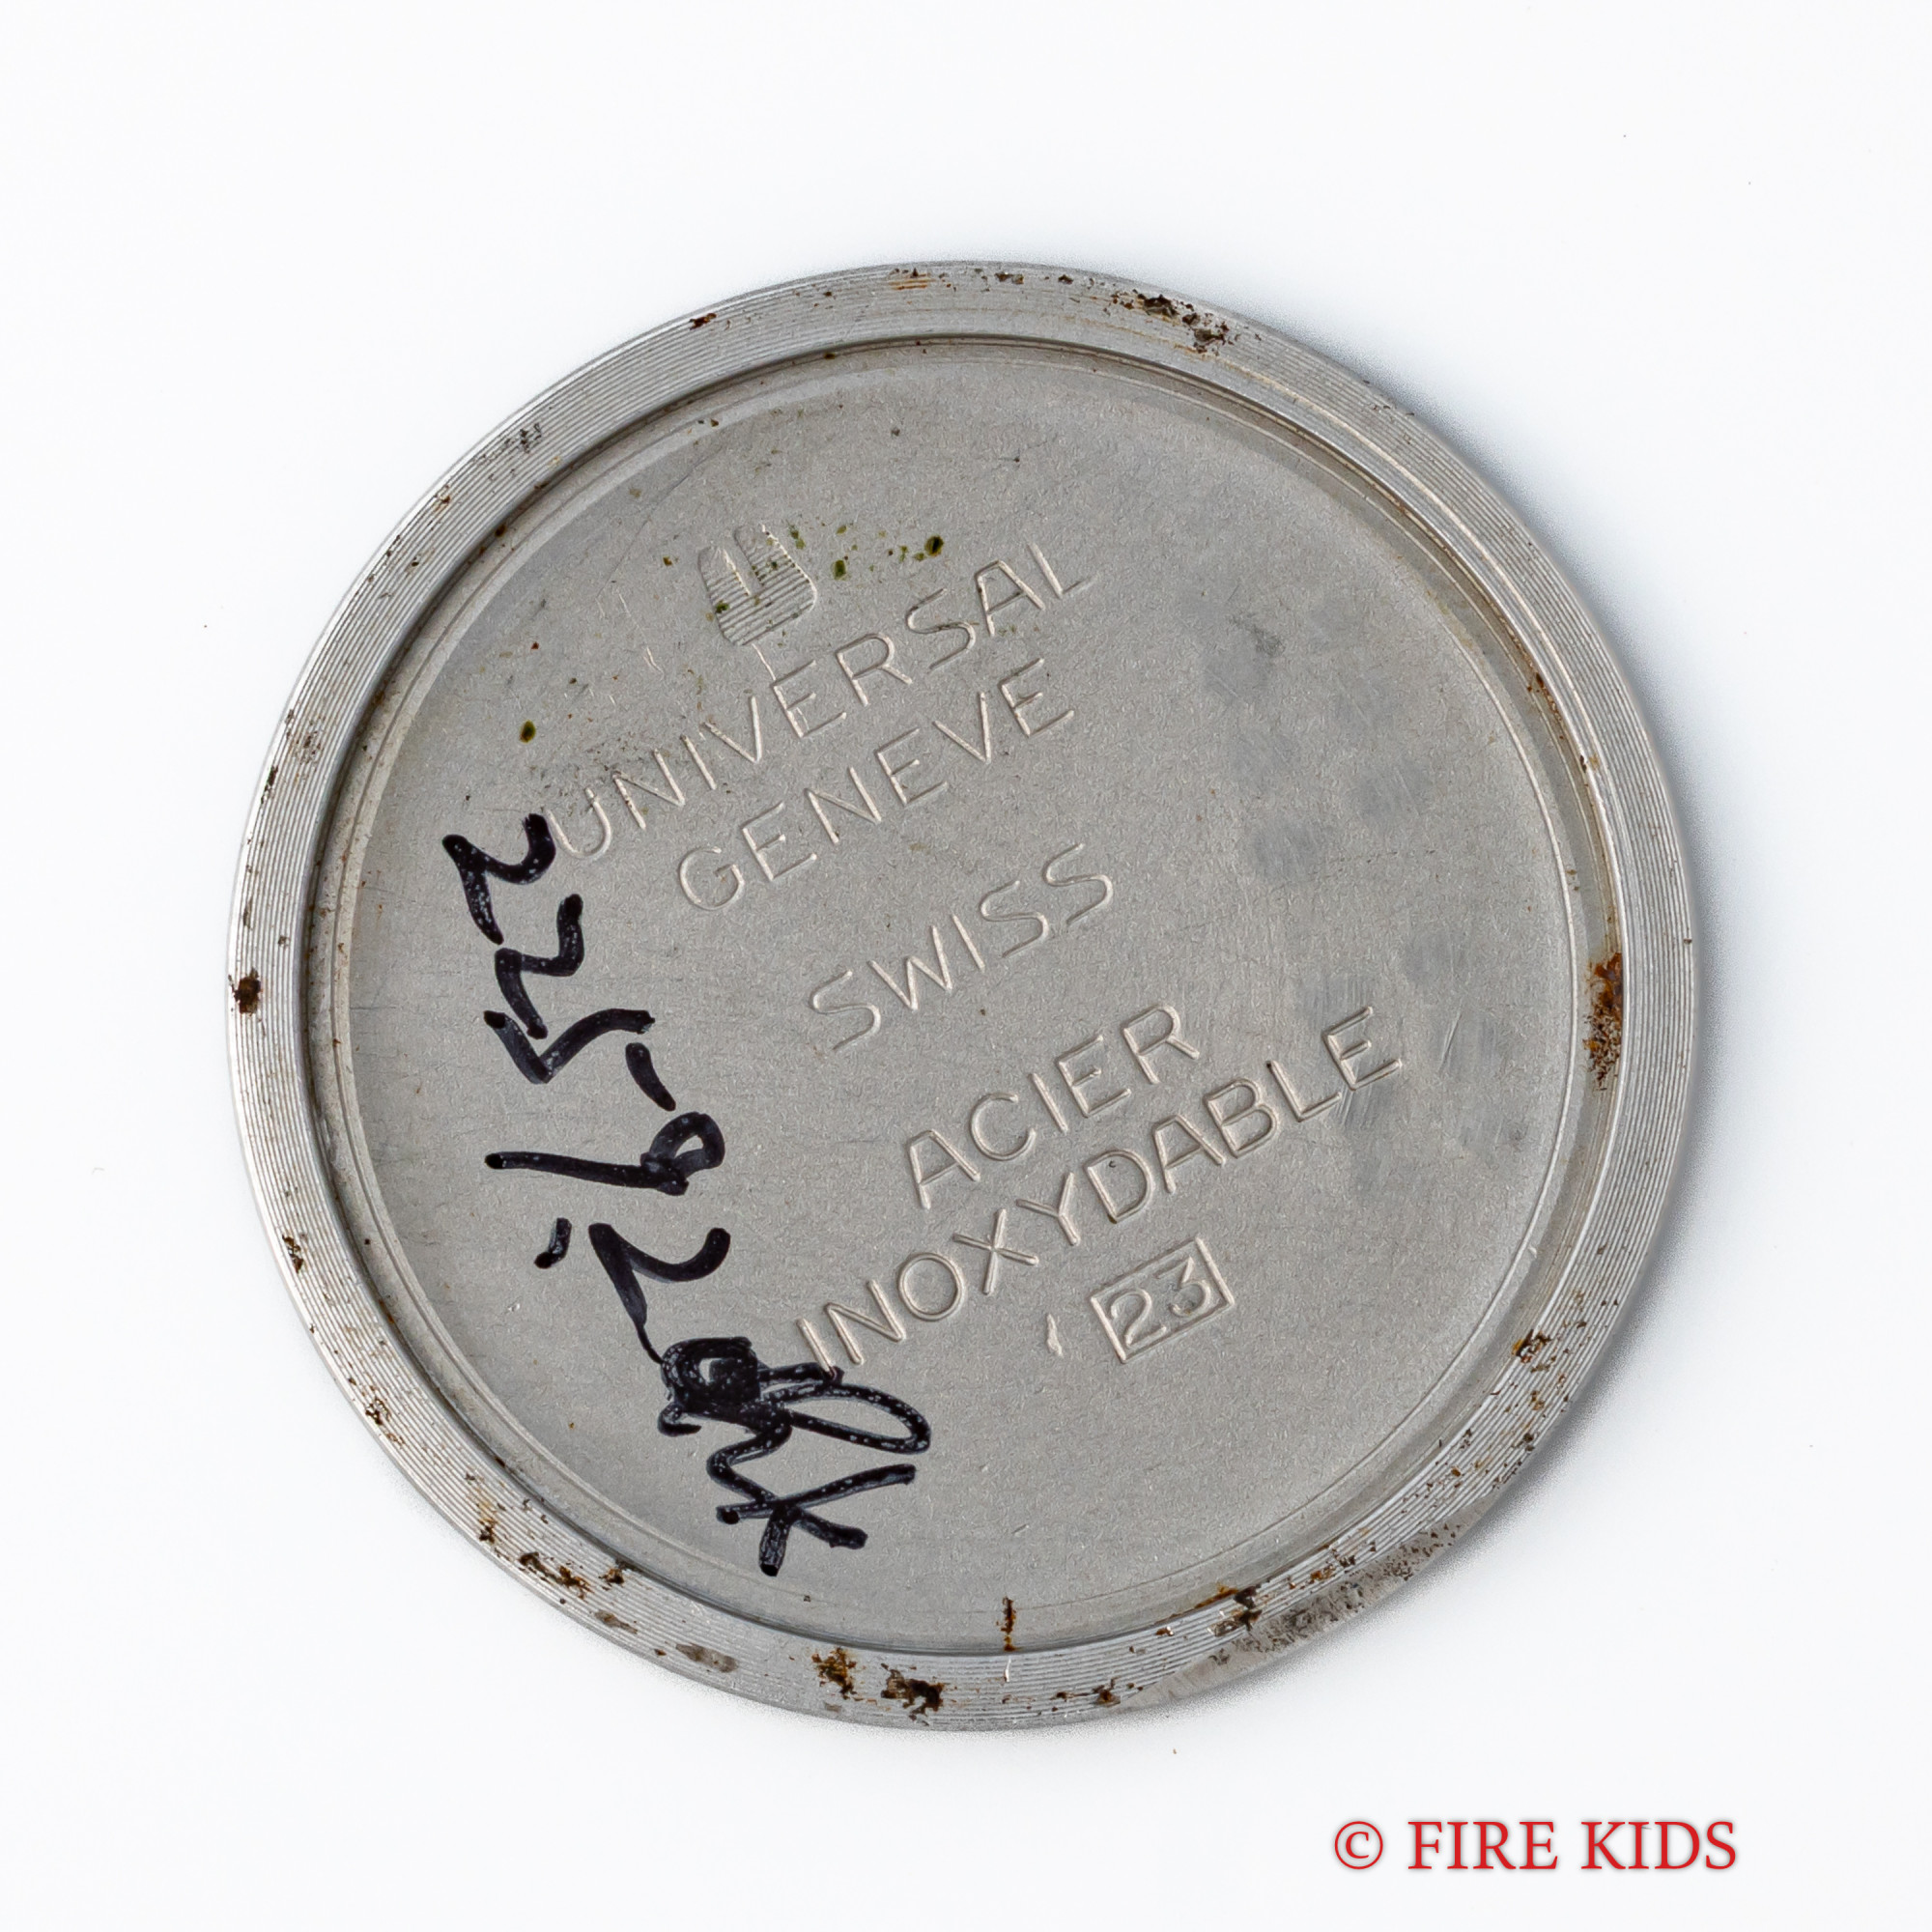 UNIVERSAL
GENEVE
SWISS
ACIER
INOXYDABLE
23
© FIRE KIDS